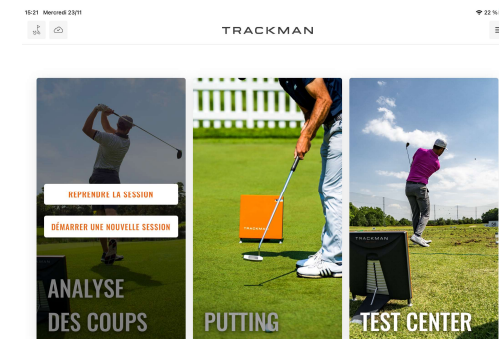 15:21 Mercredi 23/11
22 %
TRACKMAN
REPRENDRE LA SESSION
DÉMARRER UNE NOUVELLE SESSION
ANALYSE
DES COUPS
TRACKMAN
PUTTING
TRACKMAN
TEST CENTER